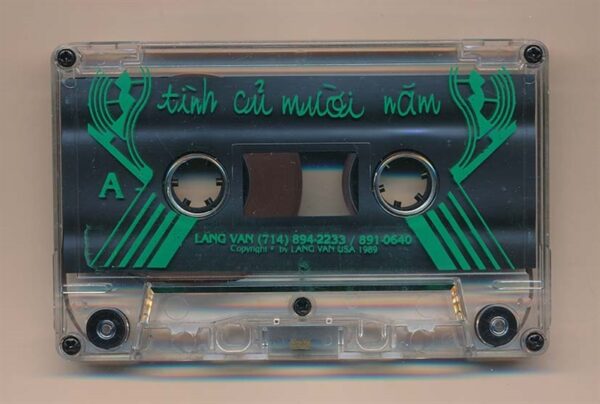 tình củ mười năm
A
LANG VAN (714) 894-2233 / 891-0640
Copyright © by LANG VAN USA 1989